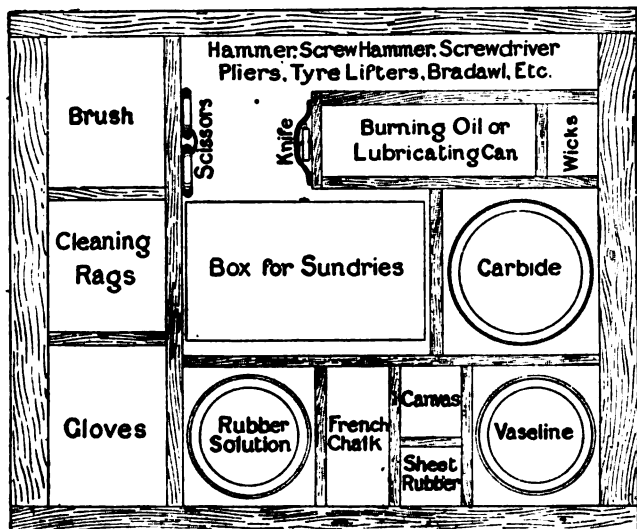 Hammer, Screw Hammer, Screwdriver
Pliers, Tyre Lifters, Bradawl, Etc.
Brush
Scissors
Knife
Burning Oil or
Lubricating Can
Wicks
Cleaning
Rags
Box for Sundries
Carbide
Gloves
Rubber
Solution
French
Chalk
Canvas
Sheet
Rubber
Vaseline